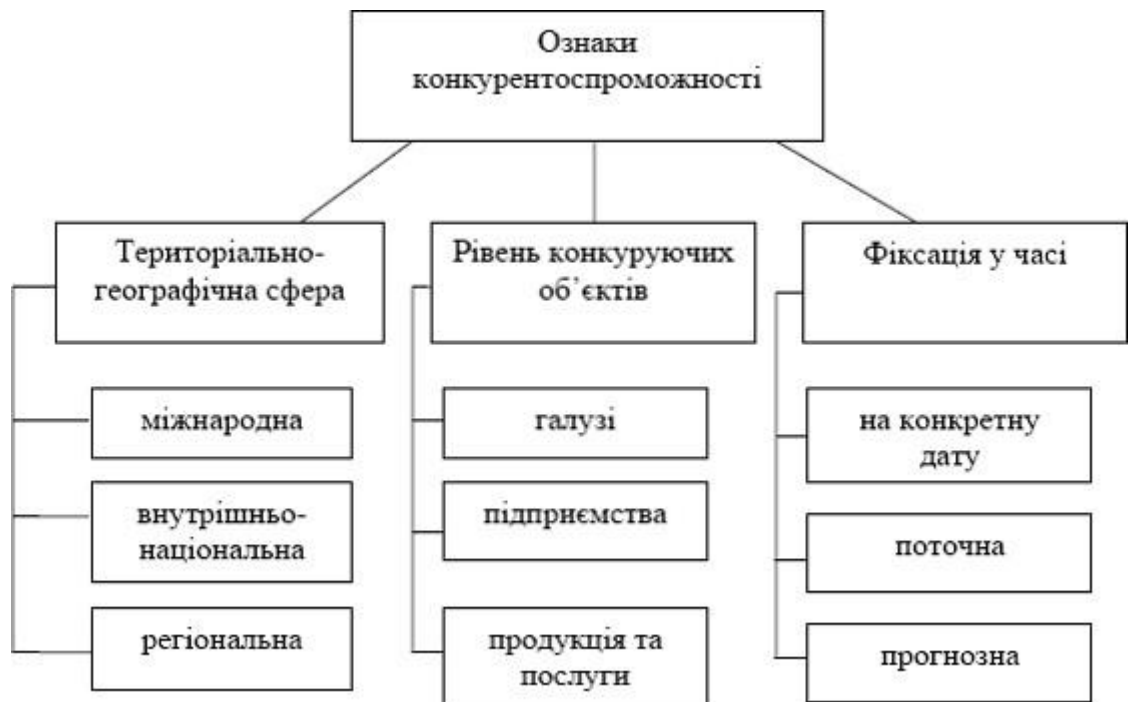 Ознаки
конкурентоспроможності
Територіально-
географічна сфера
міжнародна
внутрішньо-
національна
регіональна
Рівень конкуруючих
об’єктів
галузі
підприємства
продукція та
послуги
Фіксація у часі
на конкретну
дату
поточна
прогнозна